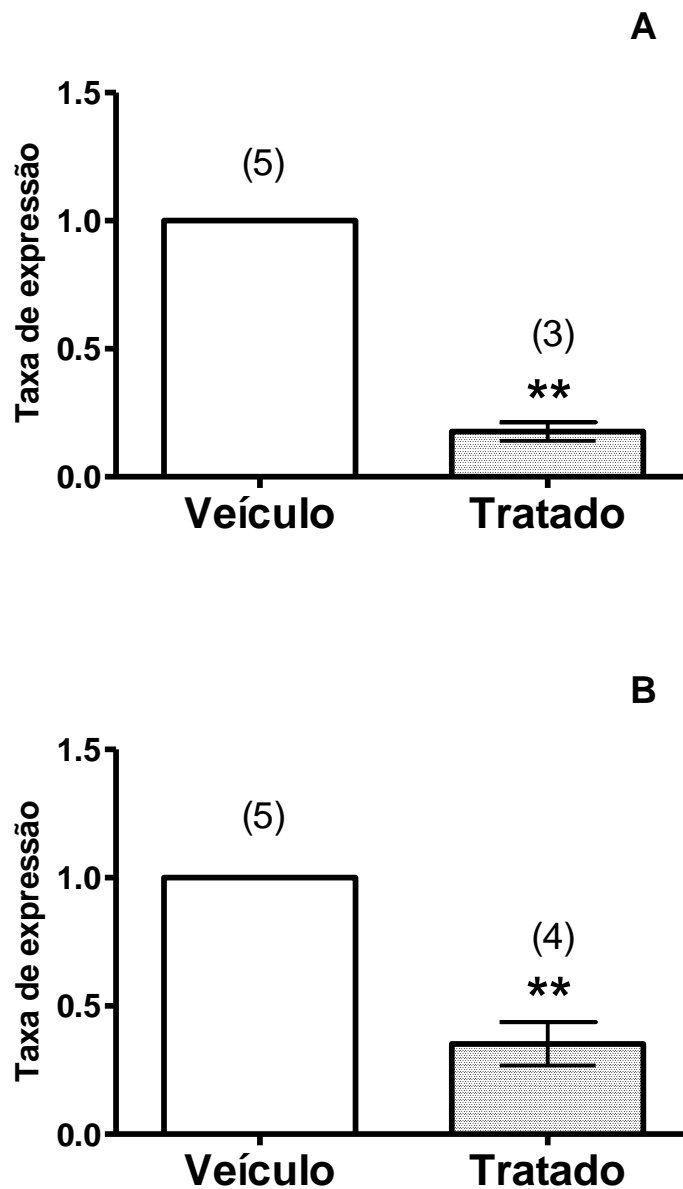 A
Taxa de expressão
1.5
1.0
0.5
0.0
(5)
(3)
**
Veículo Tratado
B
Taxa de expressão
1.5
1.0
0.5
0.0
(5)
(4)
**
Veículo Tratado